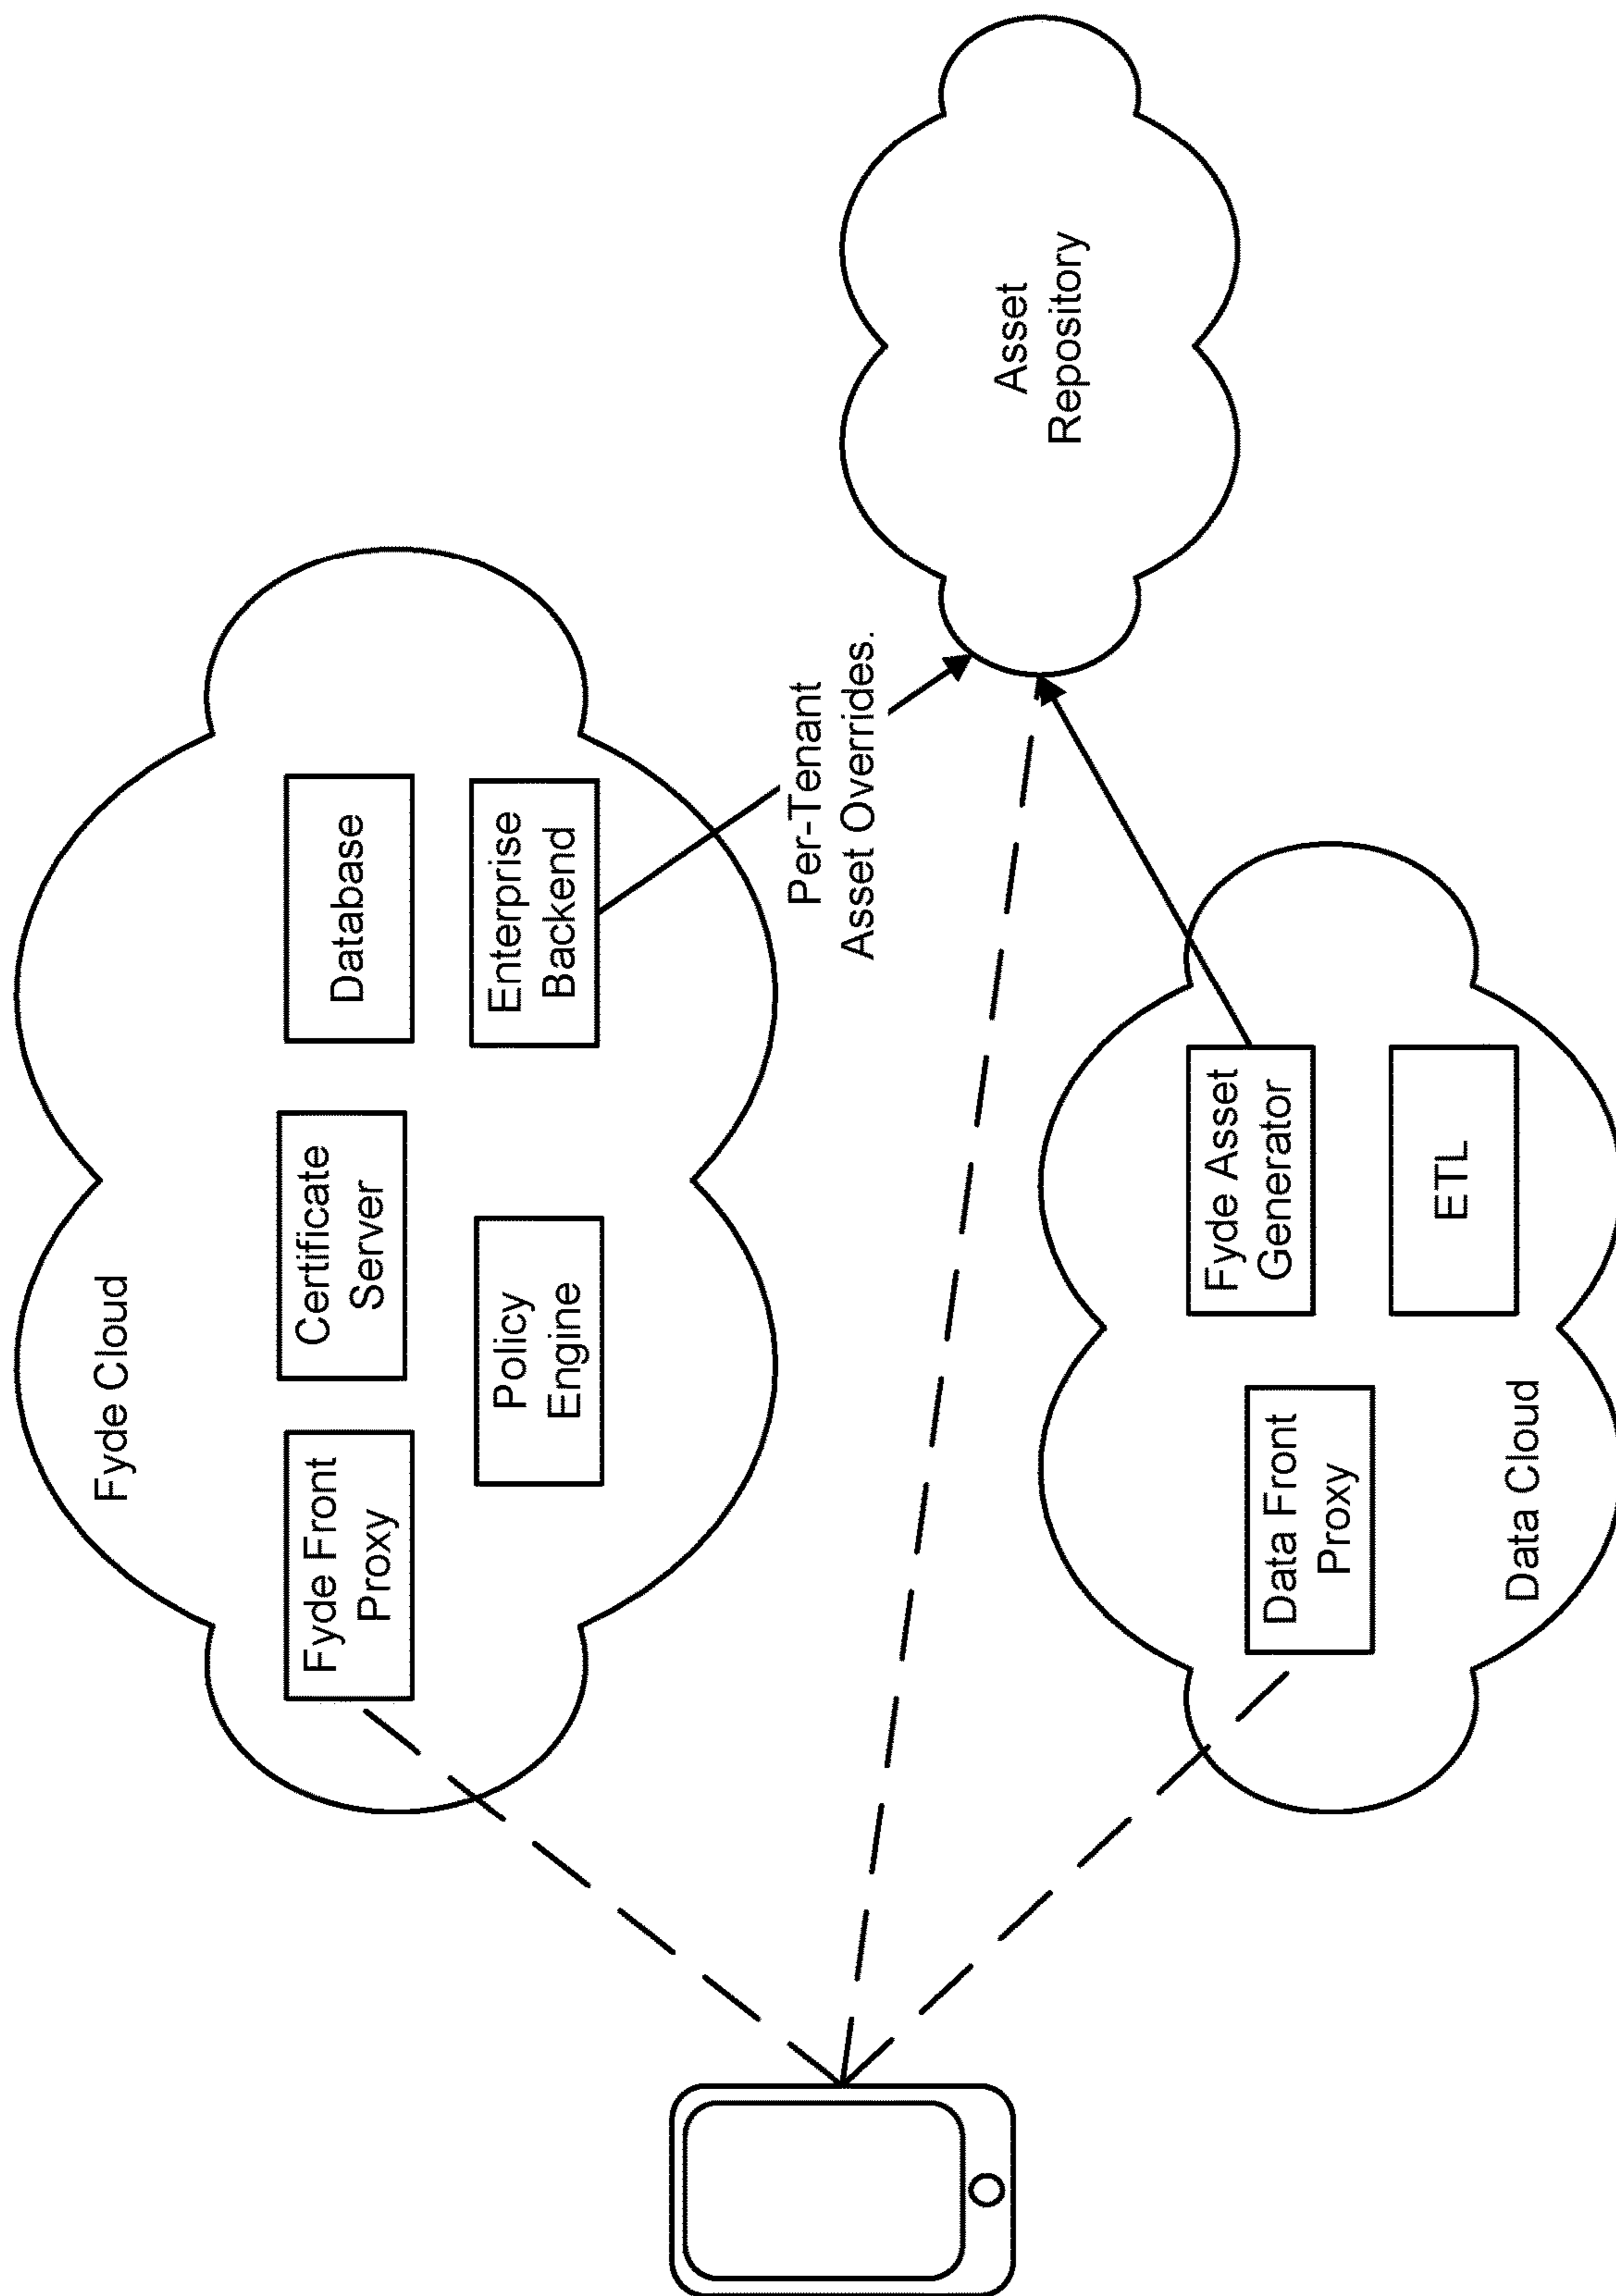 Fyde Cloud
Fyde Front
Proxy
Certificate
Server
Database
Policy
Engine
Enterprise
Backend
Per-Tenant
Asset Overrides.
Asset
Repository
Data Front
Proxy
Fyde Asset
Generator
ETL
Data Cloud